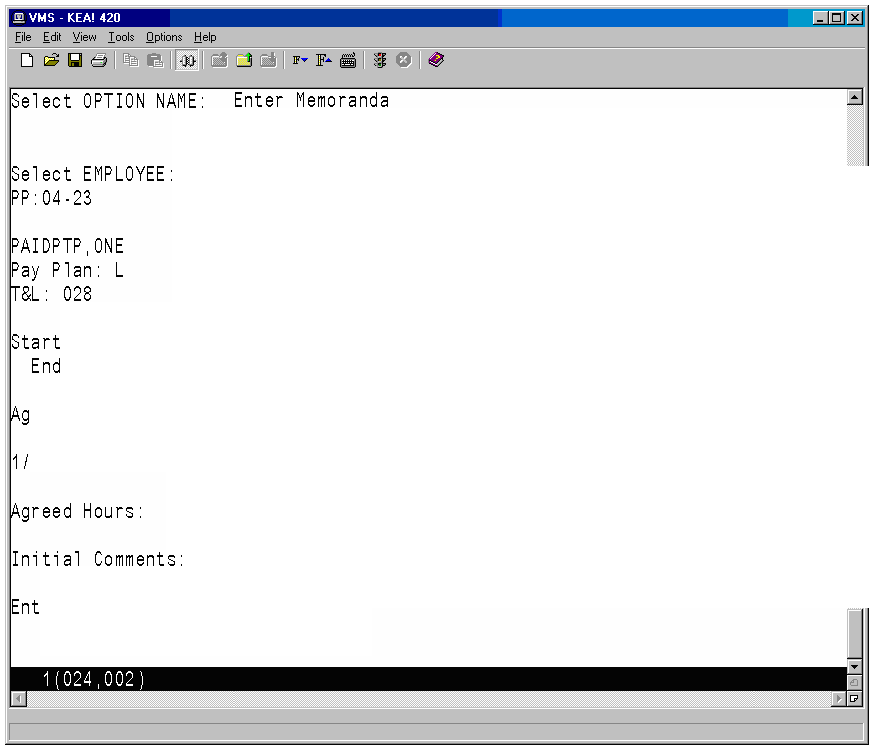 VMS - KEA! 420
File Edit View Tools Options Help
Select OPTION NAME: Enter Memoranda
Select EMPLOYEE:
PP:04-23
PAIDPTP,ONE
Pay Plan: L
T&L: 028
Start
End
Ag
1/
Agreed Hours:
Initial Comments:
Ent
1(024,002)